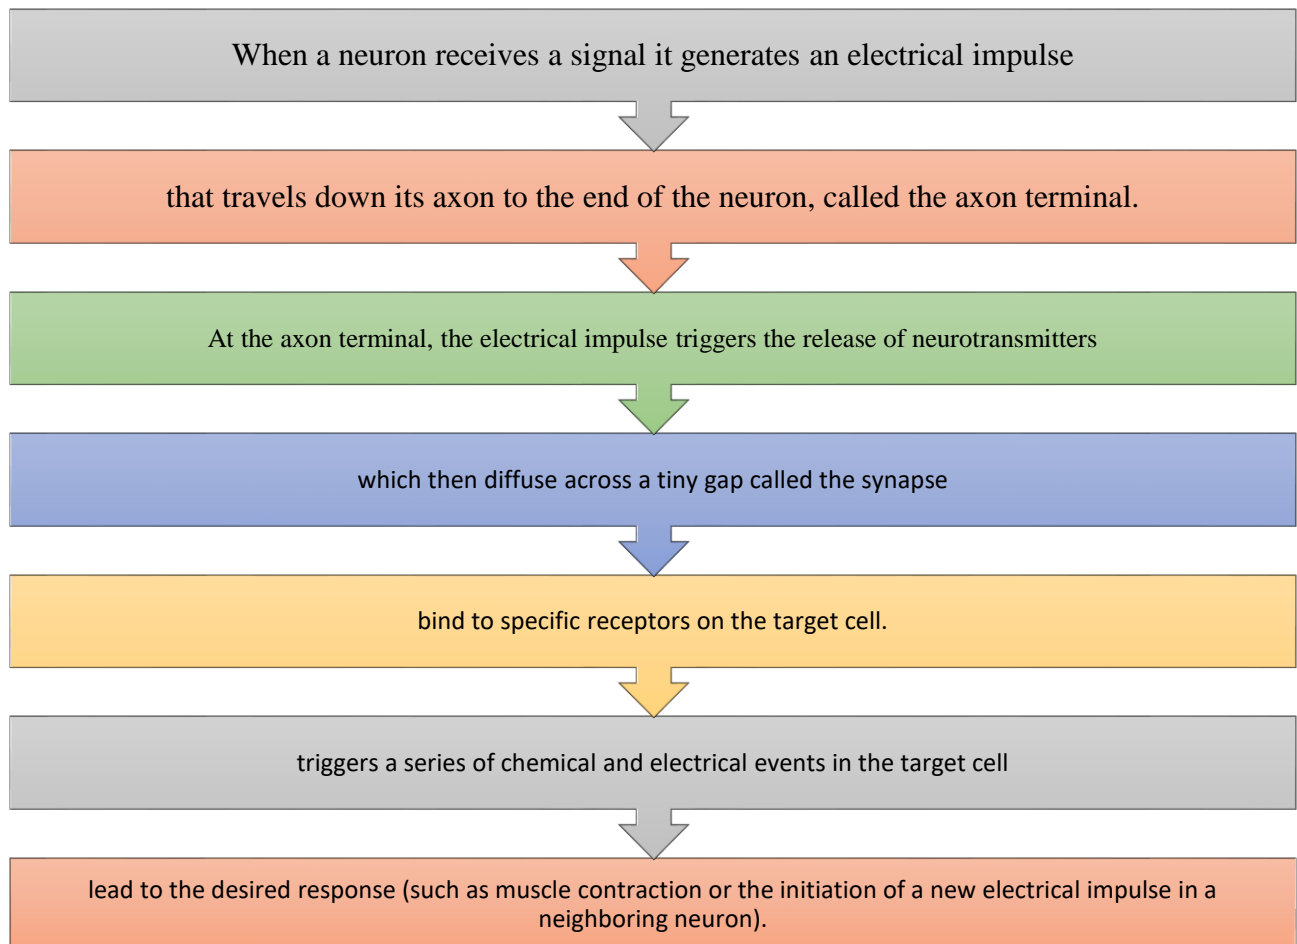 When a neuron receives a signal it generates an electrical impulse
that travels down its axon to the end of the neuron, called the axon terminal.
At the axon terminal, the electrical impulse triggers the release of neurotransmitters
which then diffuse across a tiny gap called the synapse
bind to specific receptors on the target cell.
triggers a series of chemical and electrical events in the target cell
lead to the desired response (such as muscle contraction or the initiation of a new electrical impulse in a
neighboring neuron).